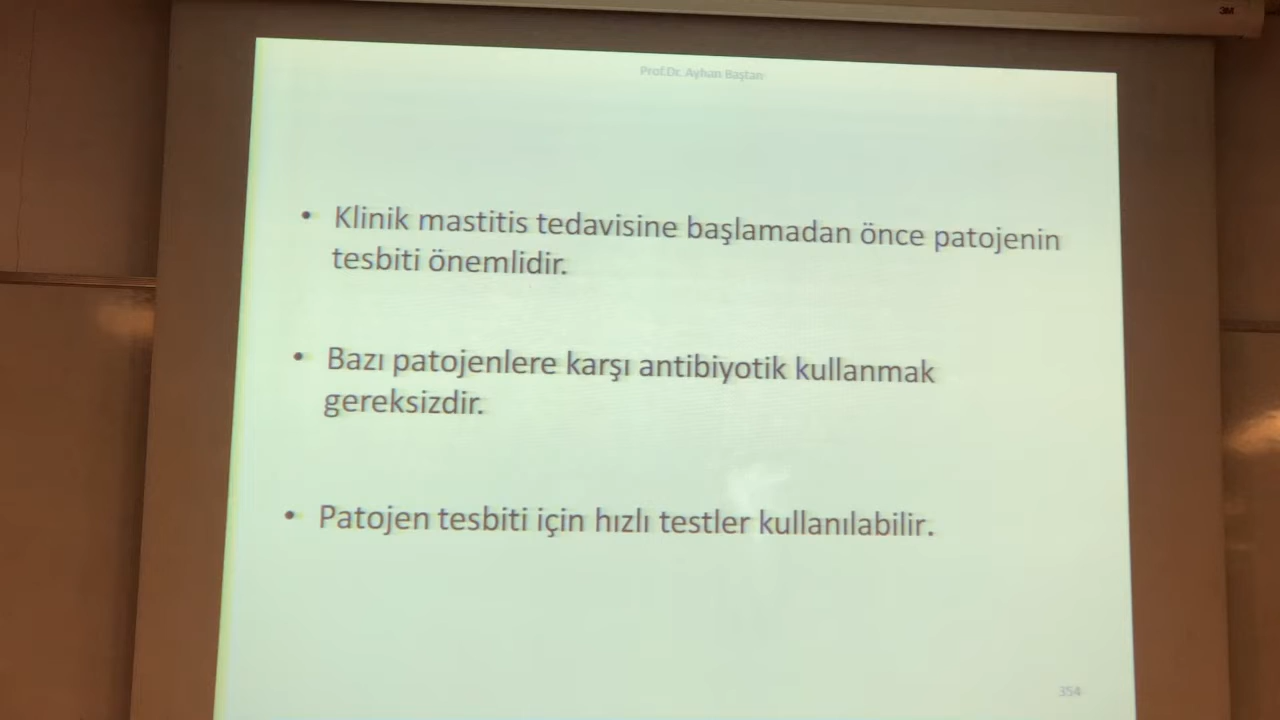 3M
Prof.Dr. Ayhan Baştan
• Klinik mastitis tedavisine başlamadan önce patojenin
tesbiti önemlidir.
• Bazı patojenlere karşı antibiyotik kullanmak
gereksizdir.
• Patojen tesbiti için hızlı testler kullanılabilir.
354